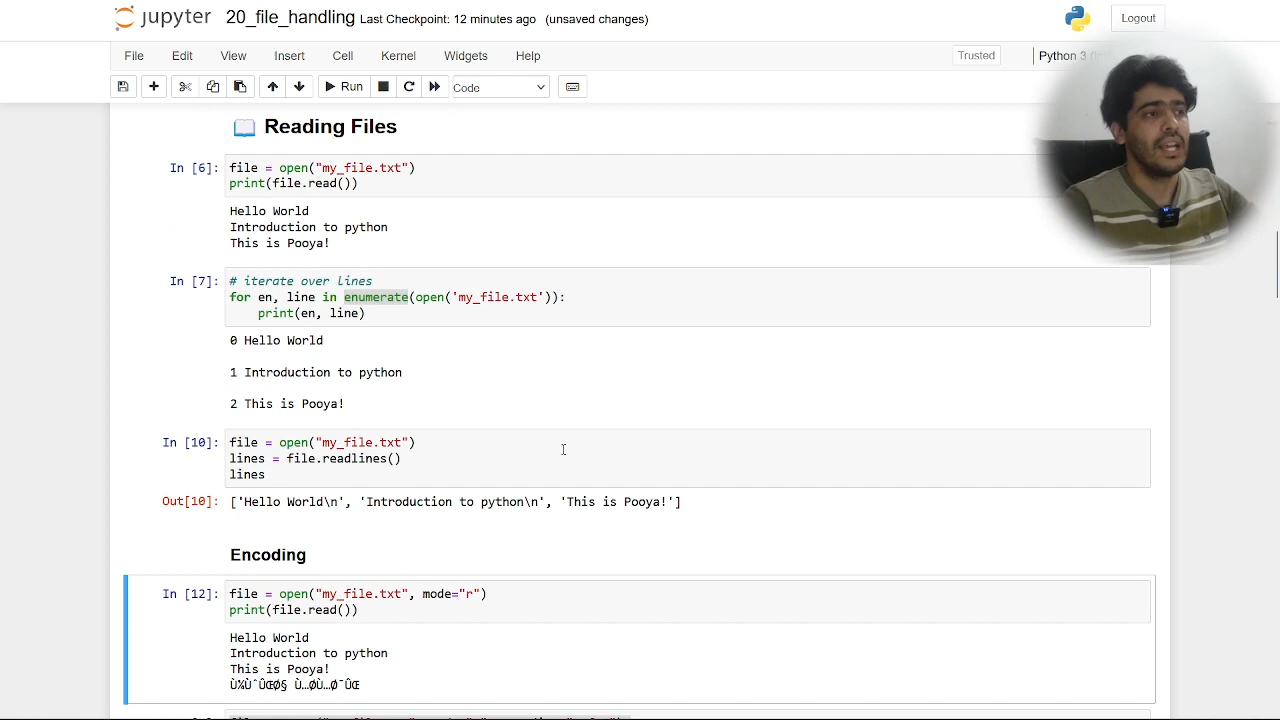 jupyter 20_file_handling Last Checkpoint: 12 minutes ago (unsaved changes)
Logout
File Edit View Insert Cell Kernel Widgets Help
Trusted Python 3
Run Code
📖 Reading Files
In [6]: file = open("my_file.txt")
print(file.read())
Hello World
Introduction to python
This is Pooya!
In [7]: # iterate over lines
for en, line in enumerate(open('my_file.txt')):
print(en, line)
0 Hello World
1 Introduction to python
2 This is Pooya!
In [10]: file = open("my_file.txt")
lines = file.readlines()
lines
Out[10]: ['Hello World\n', 'Introduction to python\n', 'This is Pooya!']
Encoding
In [12]: file = open("my_file.txt", mode="r")
print(file.read())
Hello World
Introduction to python
This is Pooya!